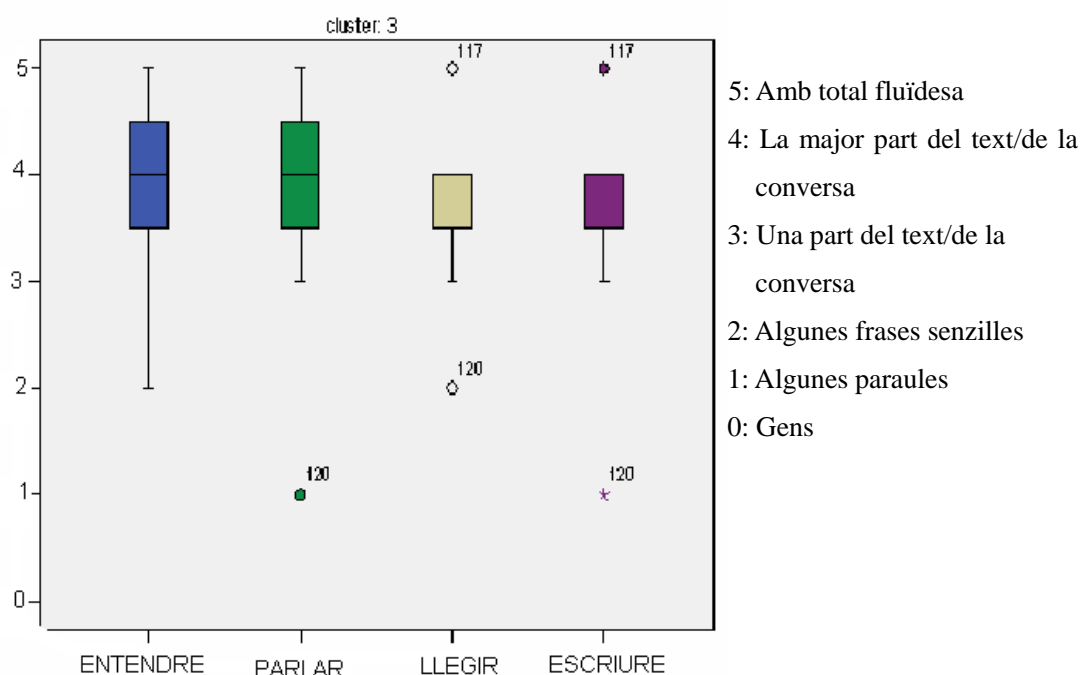 cluster: 3
5
4
3
2
1
0
117
117
120
120
120
ENTENDRE
PARLAR
LLEGIR
ESCRIURE
5: Amb total fluïdesa
4: La major part del text/de la
conversa
3: Una part del text/de la
conversa
2: Algunes frases senzilles
1: Algunes paraules
0: Gens